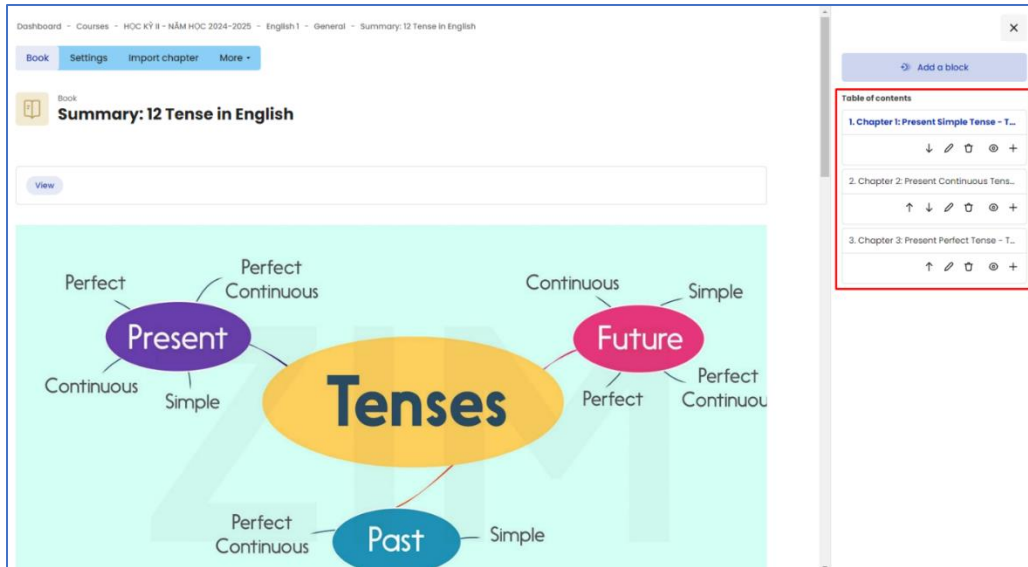 Dashboard - Courses - HỌC KỲ II - NĂM HỌC 2024-2025 - English 1 - General - Summary: 12 Tense in English
Book Settings Import chapter More
Book
Summary: 12 Tense in English
View
Perfect
Perfect
Continuous
Present
Continuous
Simple
Tenses
Continuous
Simple
Future
Perfect
Perfect
Continuou
Perfect
Continuous
Past
Simple
ZIM
Add a block
Table of contents
1. Chapter 1: Present Simple Tense - T...
2. Chapter 2: Present Continuous Tens...
3. Chapter 3: Present Perfect Tense - T...